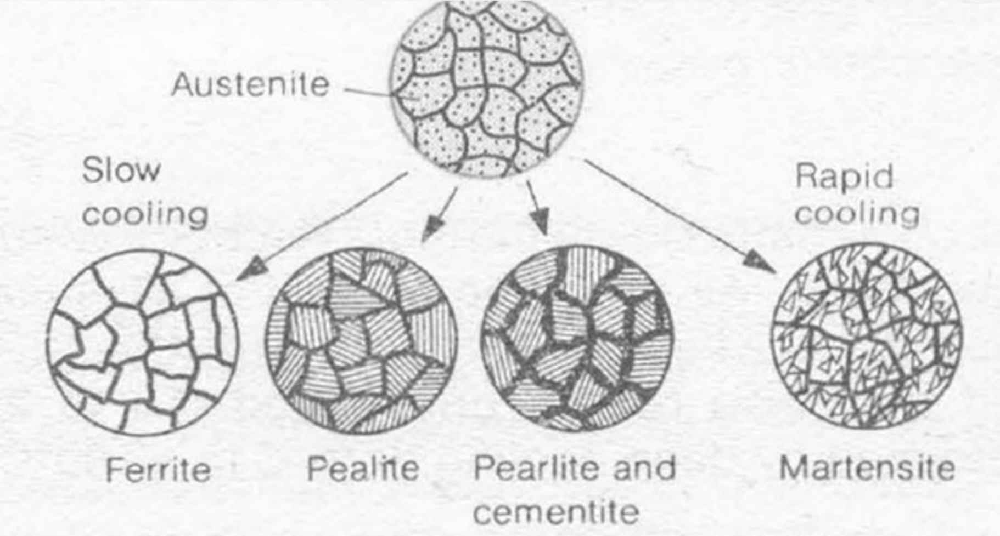 Austenite
Slow
cooling
Rapid
cooling
Ferrite
Pealite
Pearlite and
cementite
Martensite